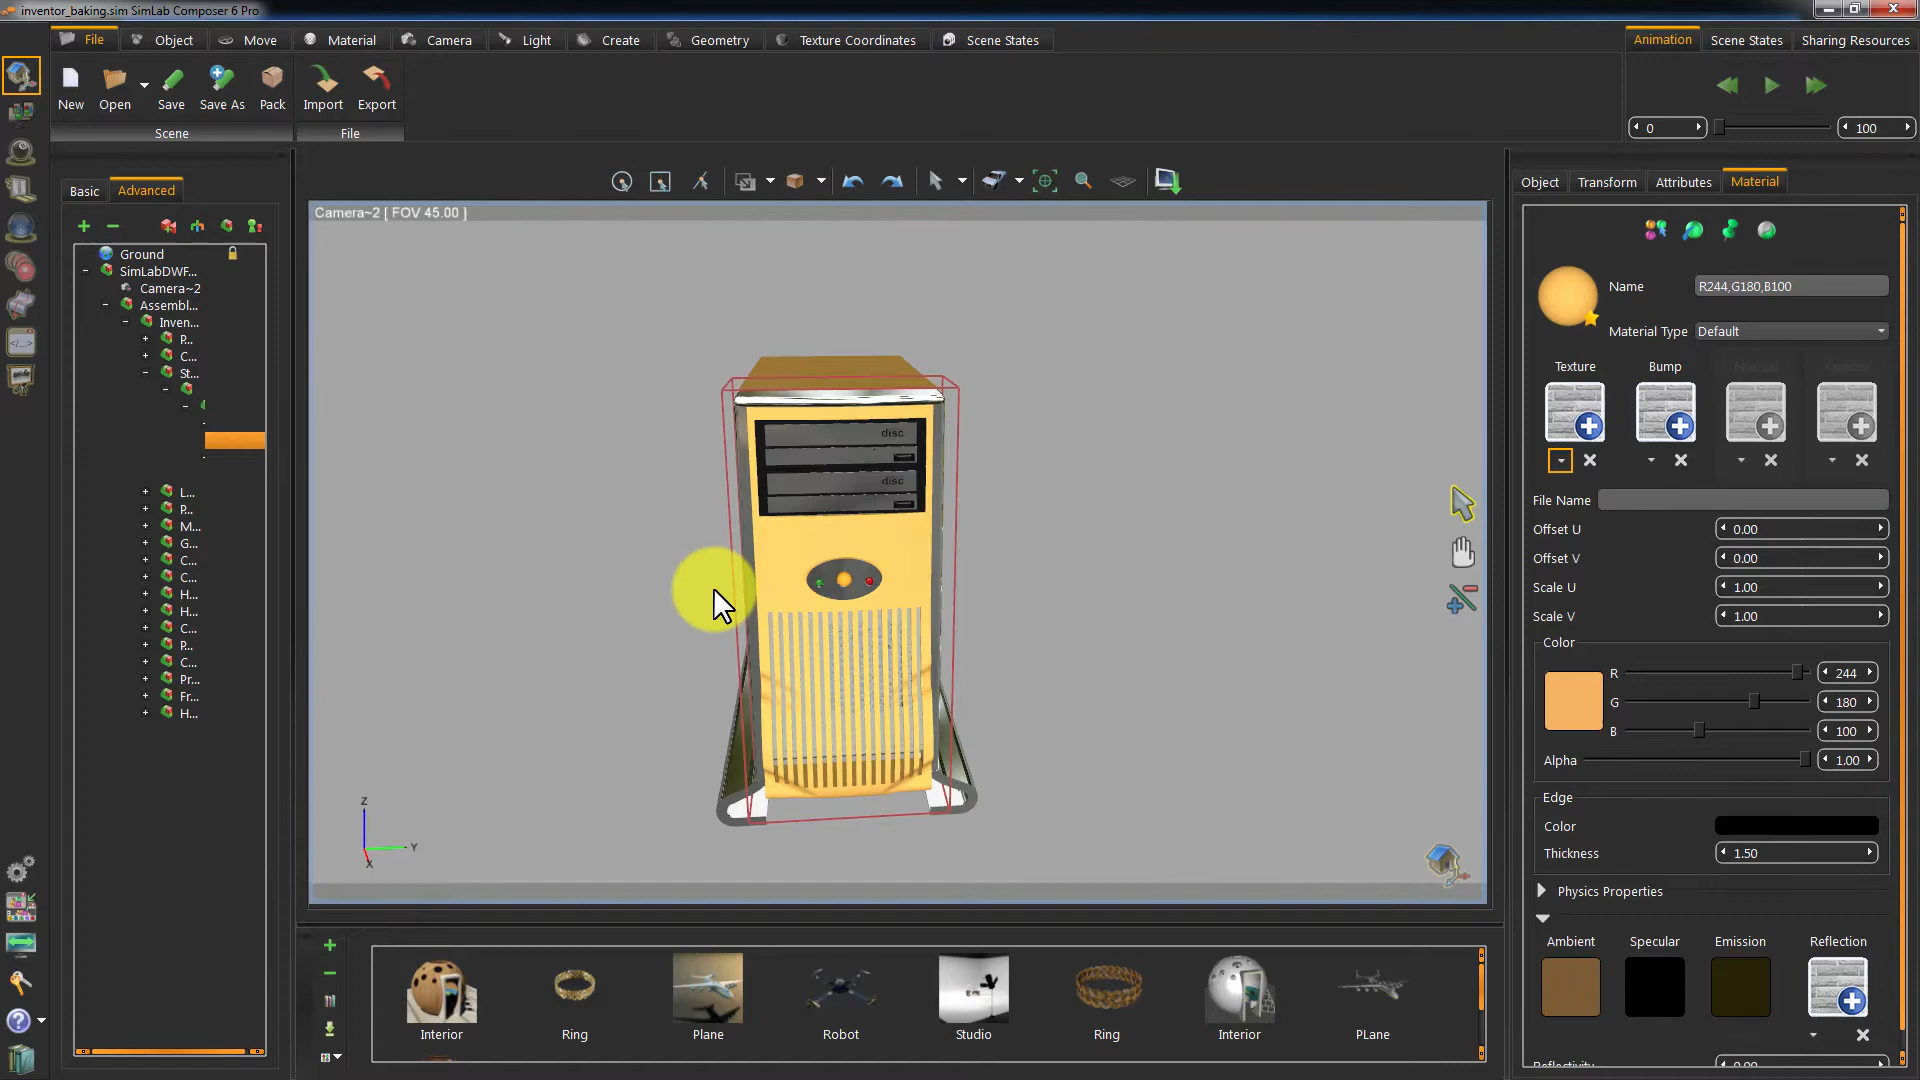 inventor_baking.sim SimLab Composer 6 Pro
File Object Move Material Camera Light Create Geometry Texture Coordinates Scene States
Animation Scene States Sharing Resources
New Open Save Save As Pack Import Export
Scene File
0 100
Basic Advanced
Object Transform Attributes Material
Camera~2 [ FOV 45.00 ]
Ground
SimLabDWF...
Camera~2
Assembl...
Inven...
P...
C...
St...
L...
P...
M...
G...
C...
C...
H...
H...
C...
P...
C...
Pr...
Fr...
H...
disc
disc
Z
Y
X
Name R244,G180,B100
Material Type Default
Texture Bump
File Name
Offset U 0.00
Offset V 0.00
Scale U 1.00
Scale V 1.00
Color
R 244
G 180
B 100
Alpha 1.00
Edge
Color
Thickness 1.50
Physics Properties
Ambient Specular Emission Reflection
Reflectivity 0.00
Interior Ring Plane Robot Studio Ring Interior PLane